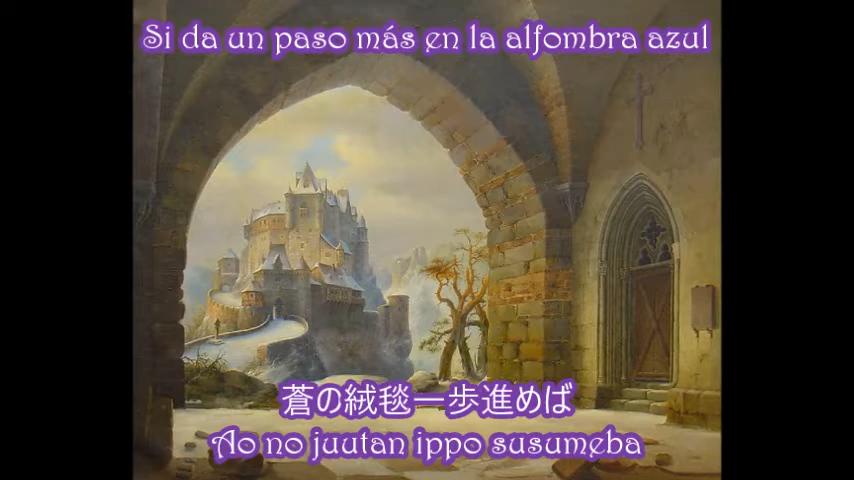 Si da un paso más en la alfombra azul
蒼の絨毯一歩進めば
Ao no juutan ippo susumeba